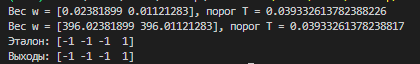 Вес w = [0.02381899 0.01121283], порог T = 0.039332613782388226
Вес w = [396.02381899 396.01121283], порог T = 0.03933261378238817
Эталон: [-1 -1 -1  1]
Выходы: [-1 -1 -1  1]